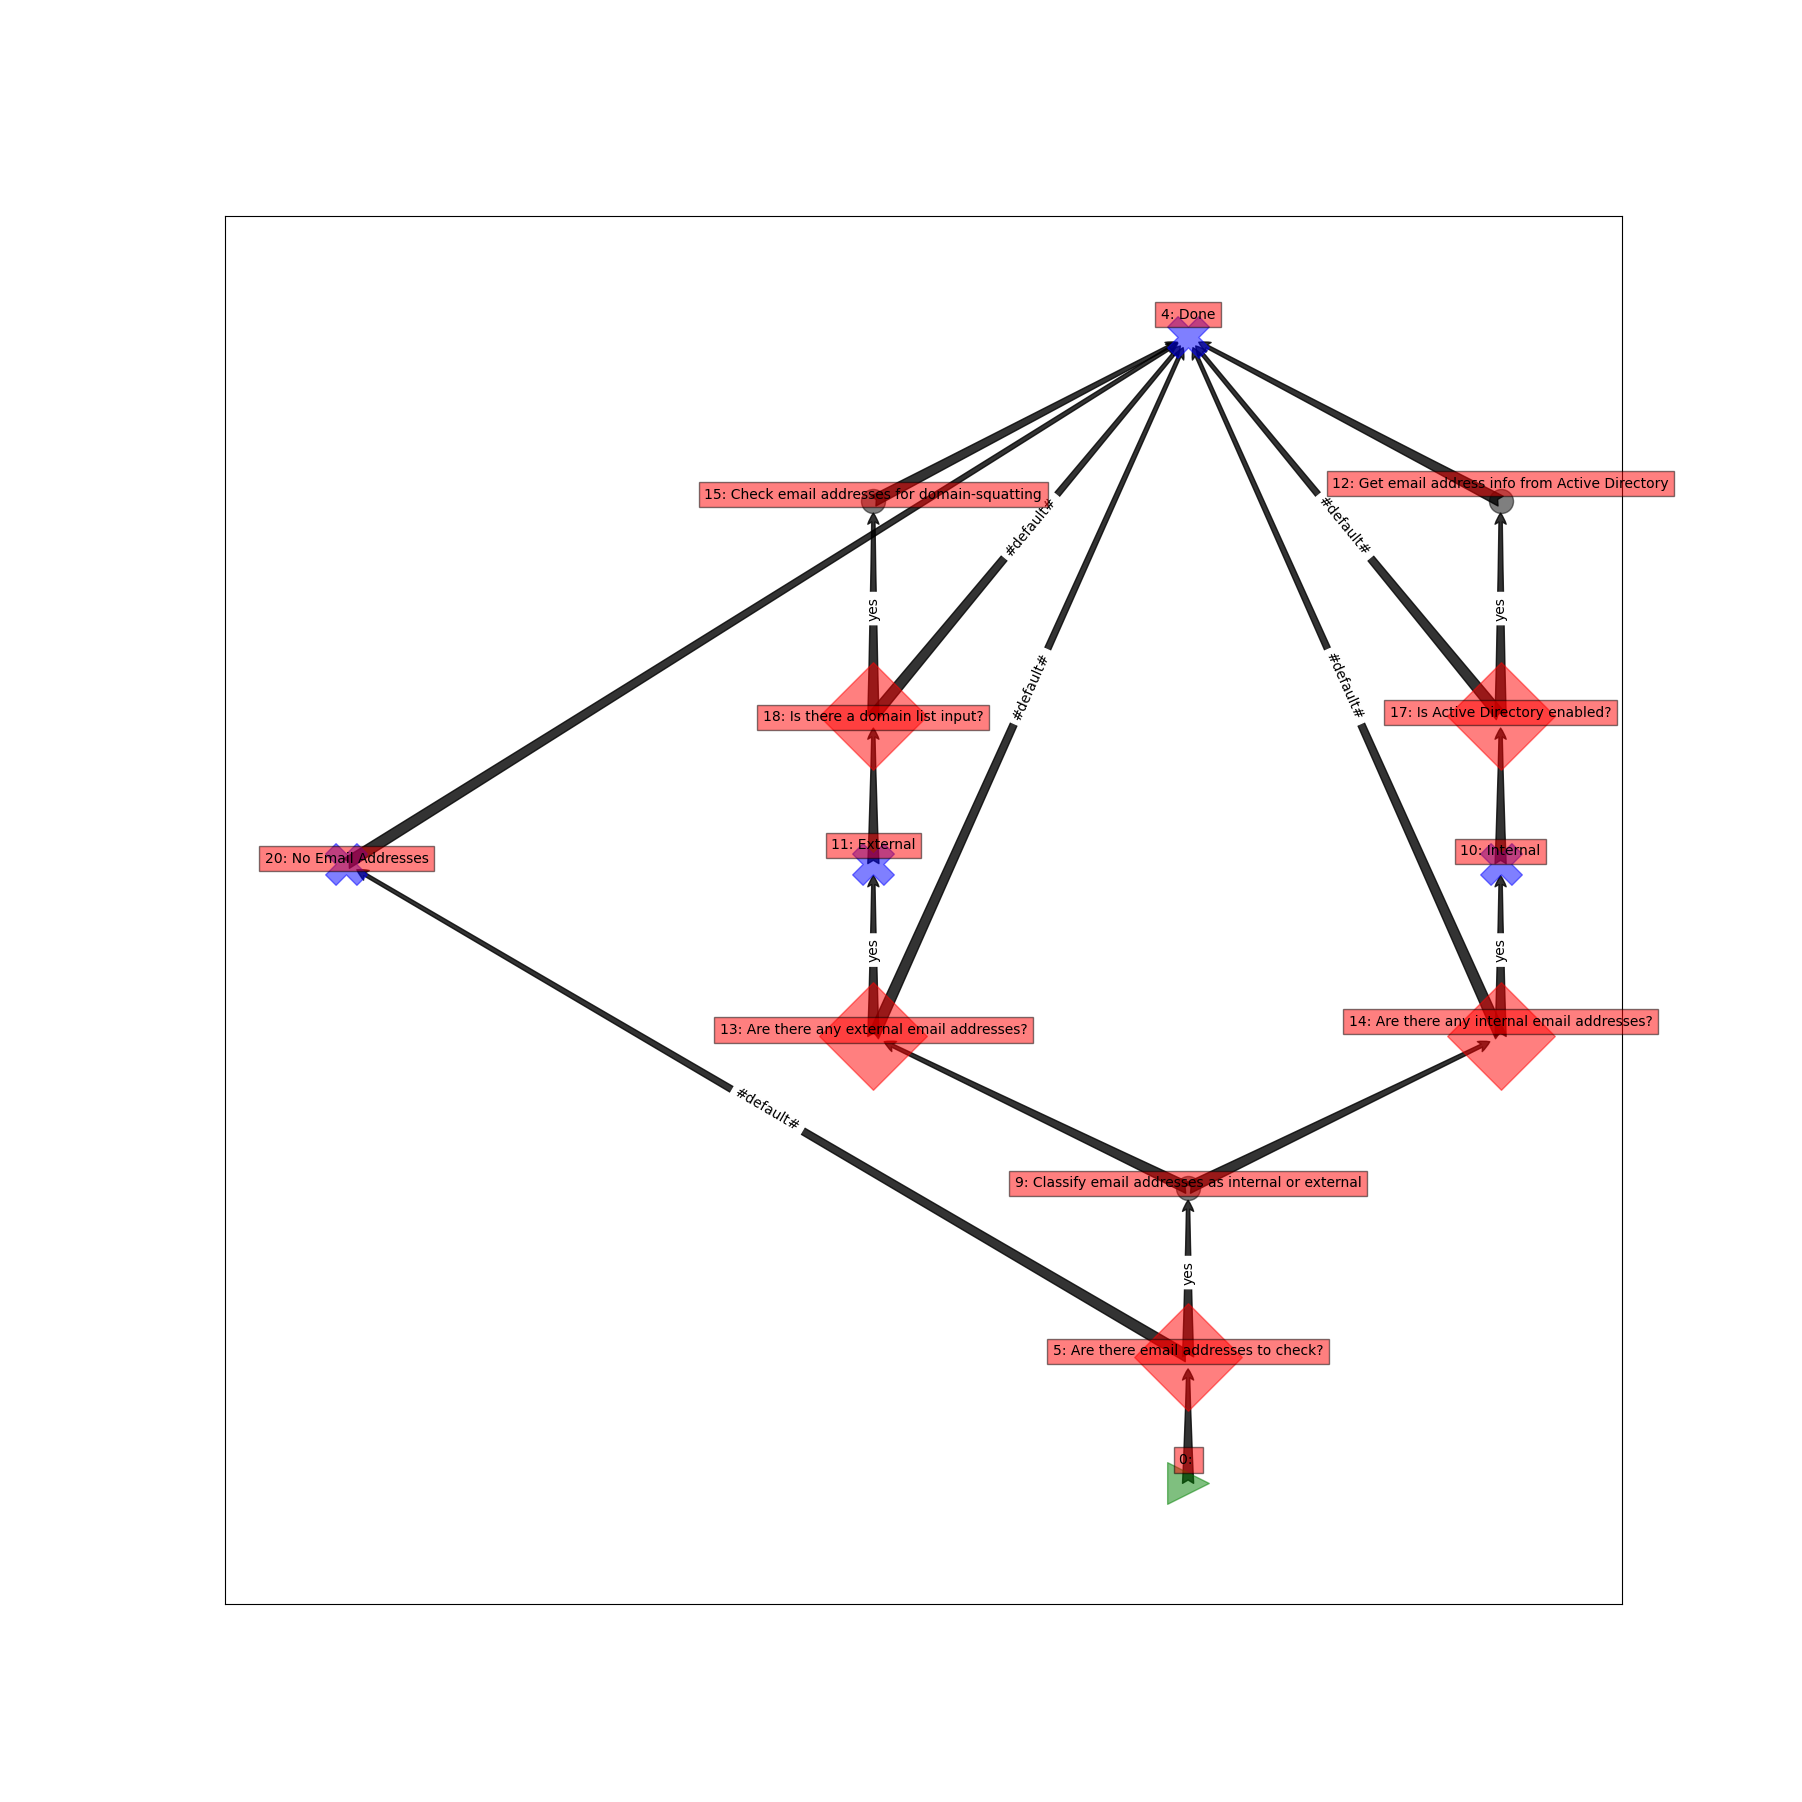 4: Done
12: Get email address info from Active Directory
15: Check email addresses for domain-squatting
#default#
#default#
yes
yes
#default#
#default#
17: Is Active Directory enabled?
18: Is there a domain list input?
11: External
10: Internal
20: No Email Addresses
yes
yes
14: Are there any internal email addresses?
13: Are there any external email addresses?
#default#
9: Classify email addresses as internal or external
yes
5: Are there email addresses to check?
0: